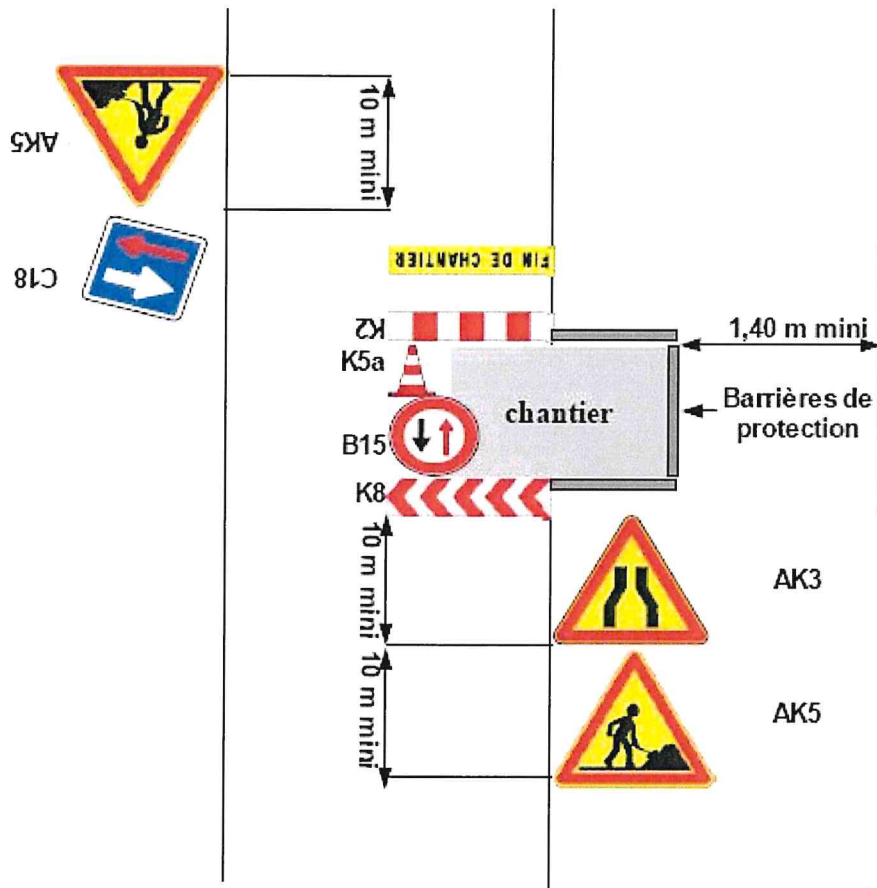 AK5
10 m mini
C18
FIN DE CHANTIER
K2
1,40 m mini
K5a
chantier
Barrières de
protection
B15
K8
10 m mini
AK3
10 m mini
AK5